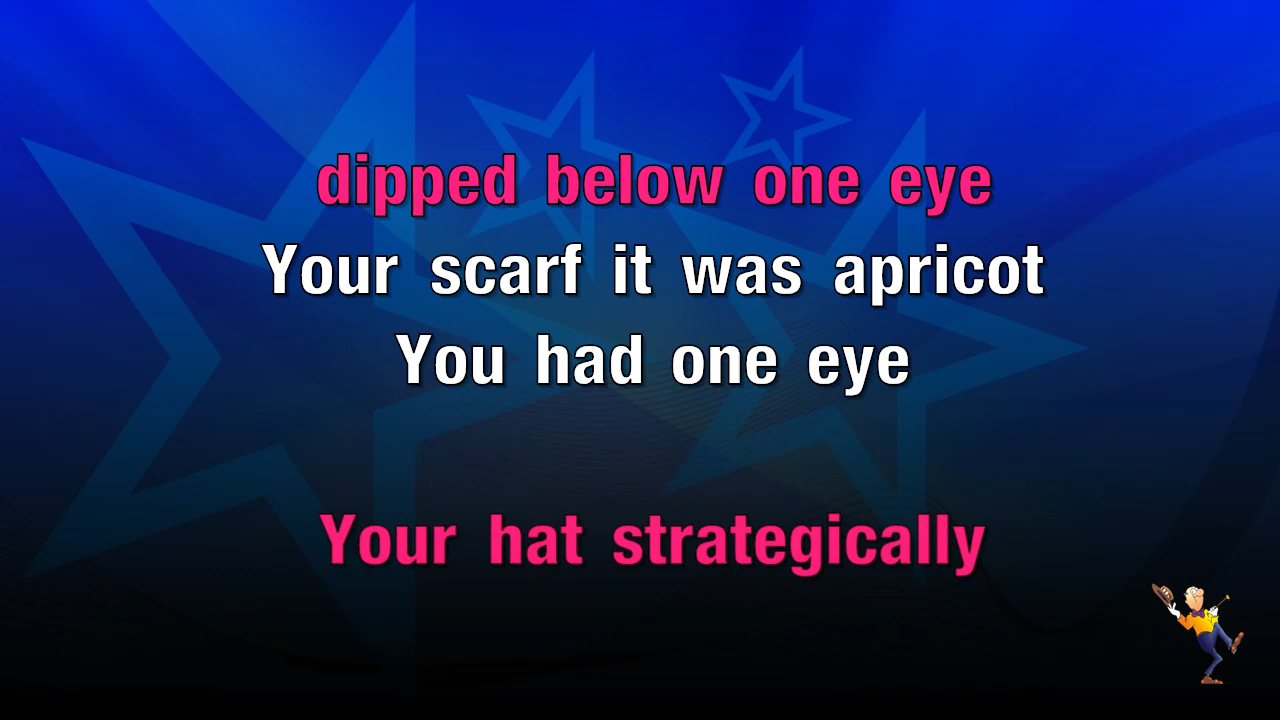 dipped below one eye
Your scarf it was apricot
You had one eye
Your hat strategically